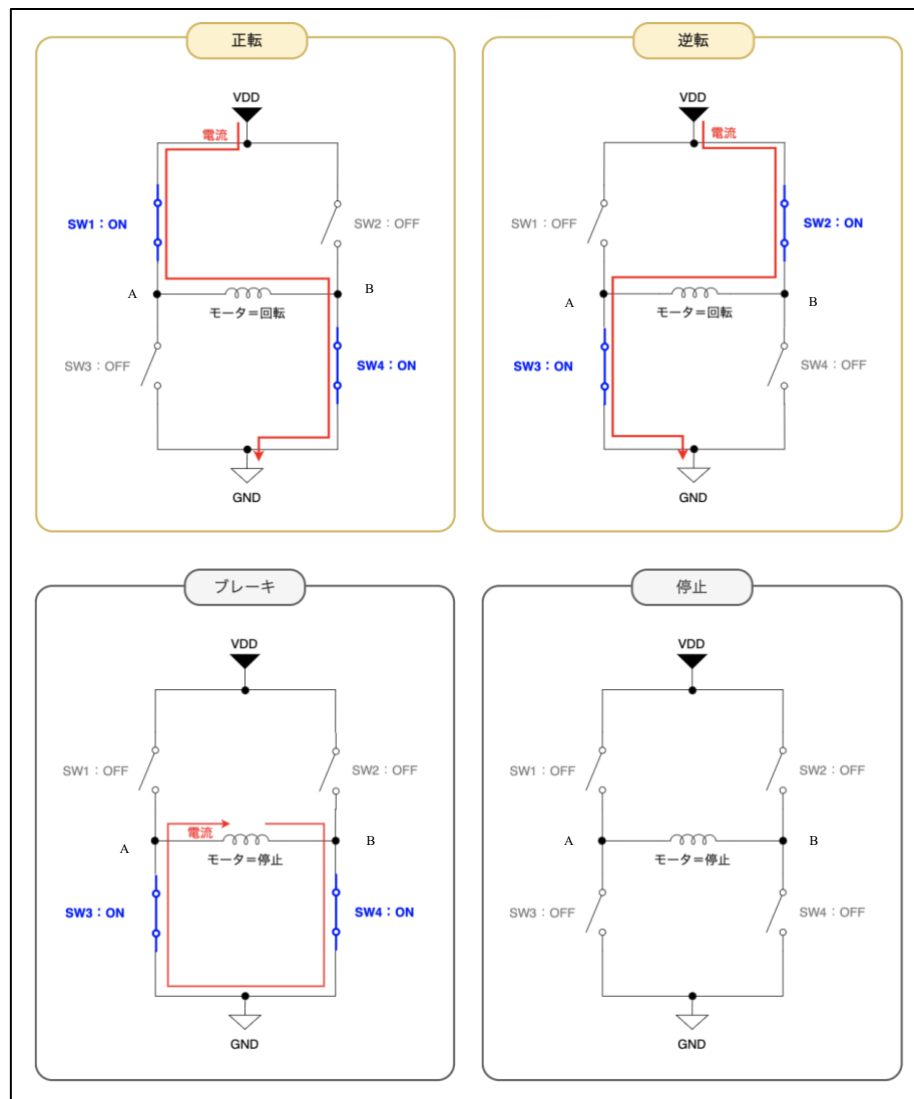 正転
VDD
電流
SW1：ON
SW2：OFF
A
B
モータ＝回転
SW3：OFF
SW4：ON
GND
逆転
VDD
電流
SW1：OFF
SW2：ON
A
B
モータ＝回転
SW3：ON
SW4：OFF
GND
ブレーキ
VDD
SW1：OFF
SW2：OFF
電流
A
B
モータ＝停止
SW3：ON
SW4：ON
GND
停止
VDD
SW1：OFF
SW2：OFF
A
B
モータ＝停止
SW3：OFF
SW4：OFF
GND